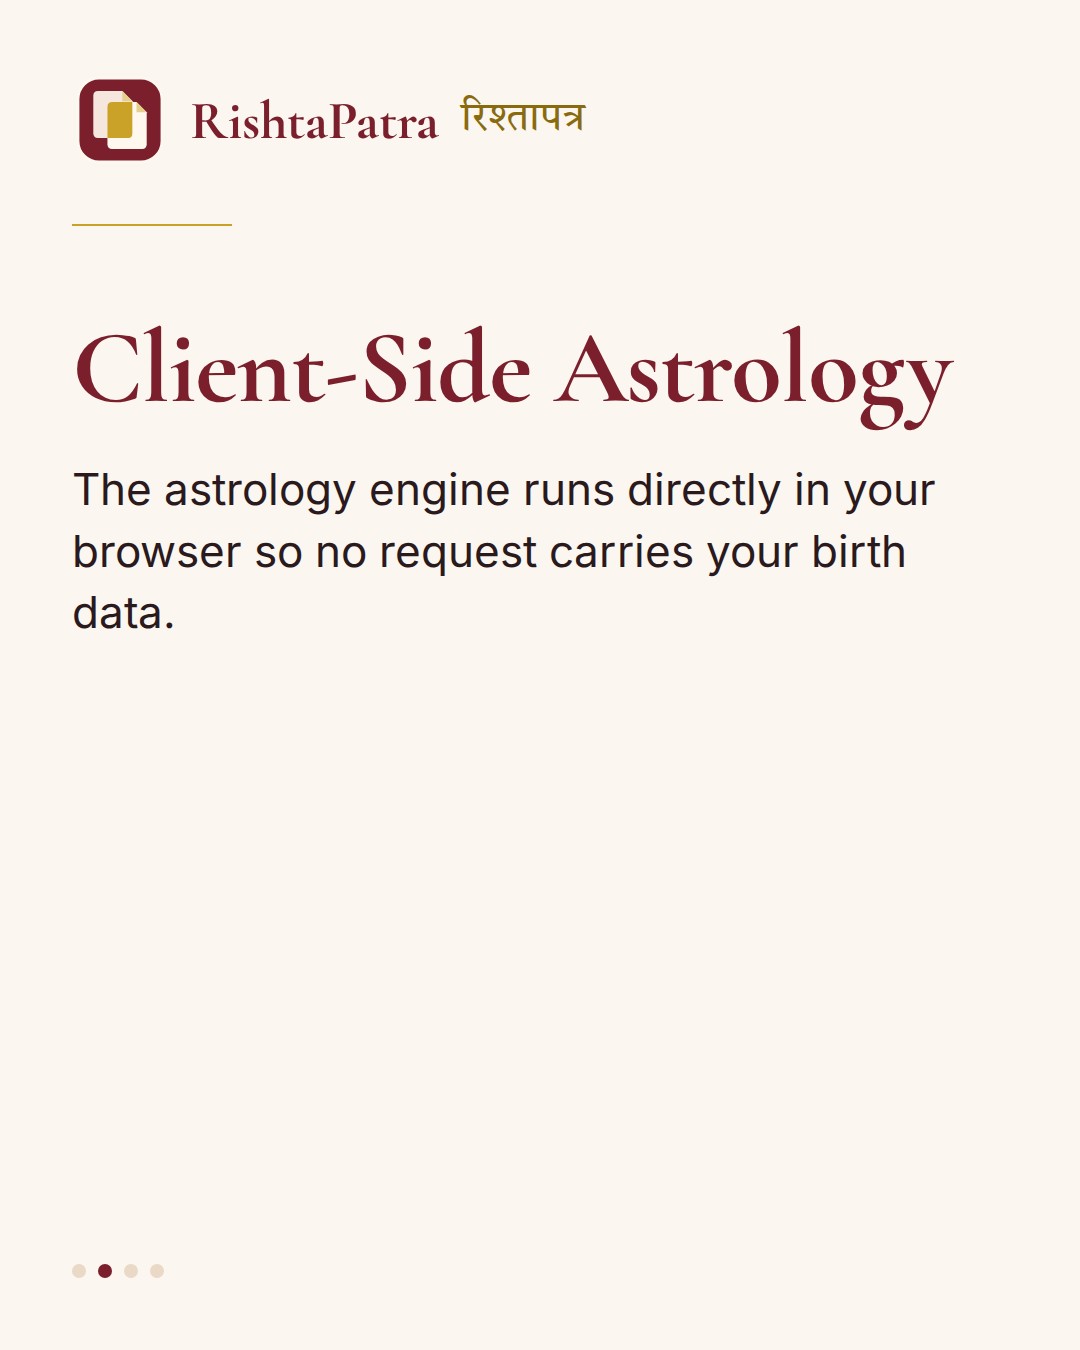 RishtaPatra रिश्तापत्र
Client-Side Astrology
The astrology engine runs directly in your
browser so no request carries your birth
data.